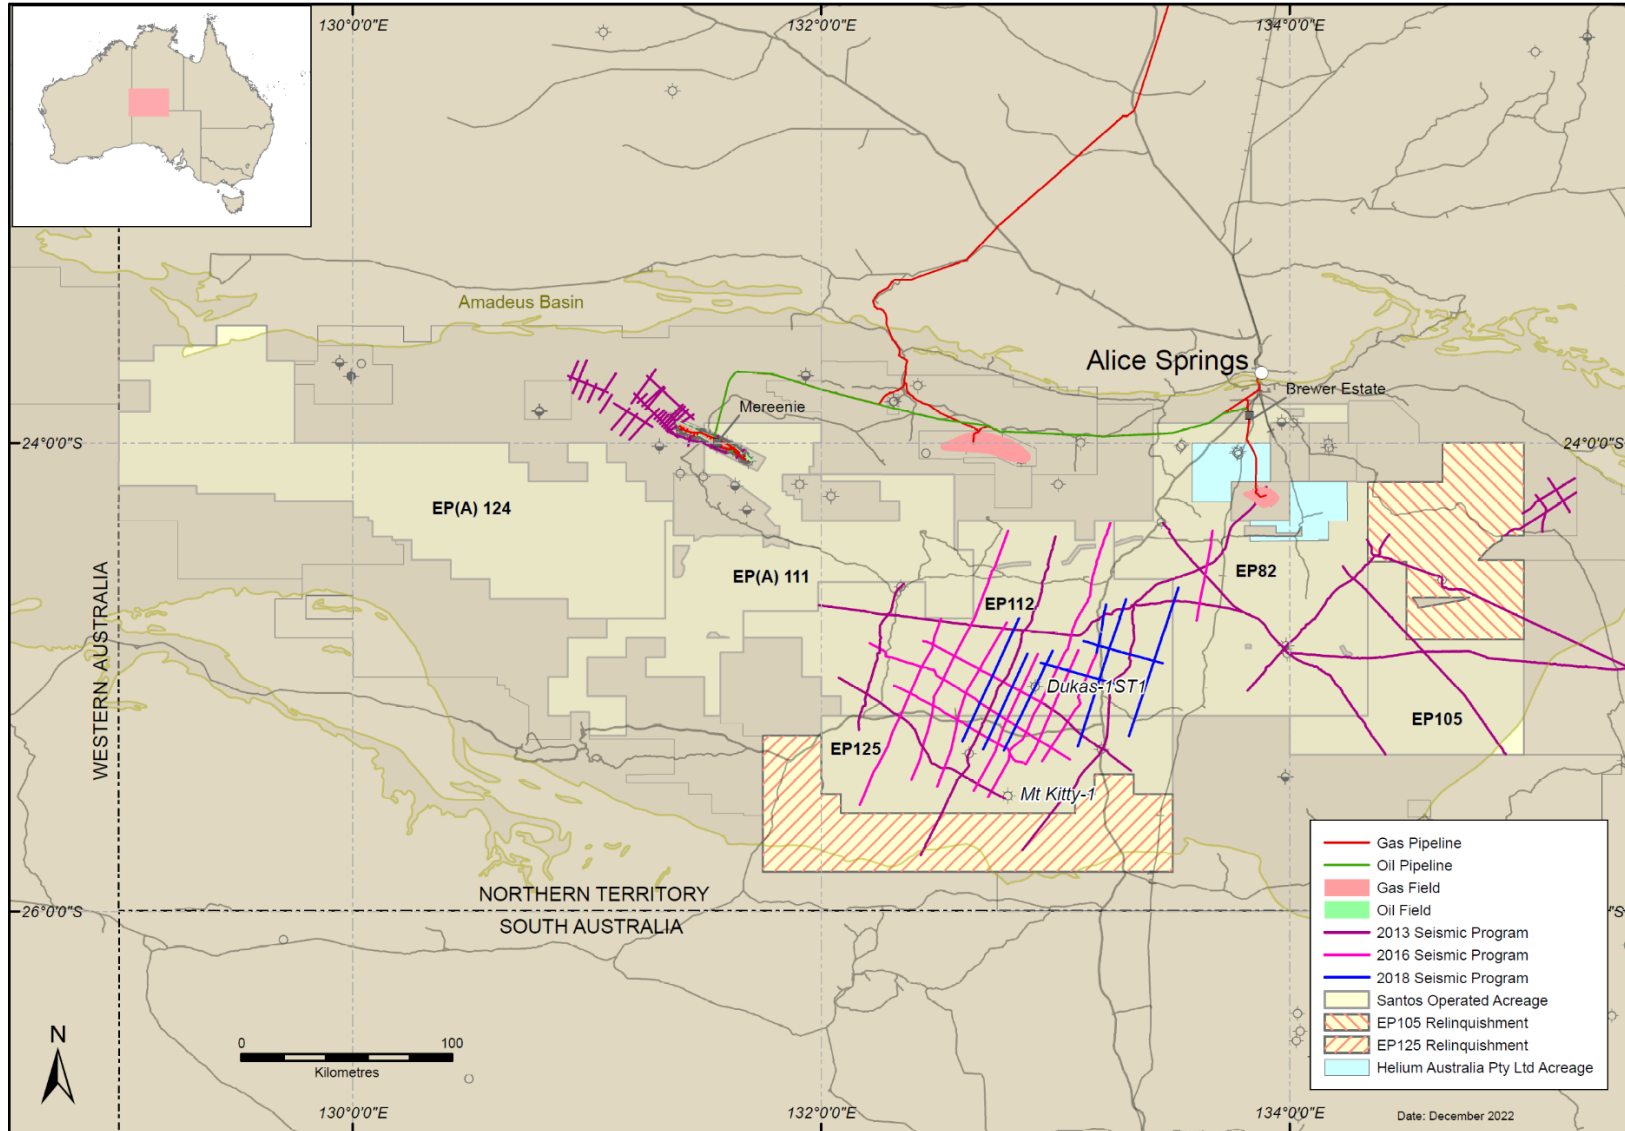 130°0'0"E
132°0'0"E
134°0'0"E
Amadeus Basin
Alice Springs
Brewer Estate
Mereenie
24°0'0"S
24°0'0"S
EP(A) 124
EP(A) 111
EP112
EP82
WESTERN AUSTRALIA
Dukas-1ST1
EP105
EP125
Mt Kitty-1
NORTHERN TERRITORY
26°0'0"S
"S
SOUTH AUSTRALIA
Gas Pipeline
Oil Pipeline
Gas Field
Oil Field
2013 Seismic Program
2016 Seismic Program
2018 Seismic Program
Santos Operated Acreage
EP105 Relinquishment
EP125 Relinquishment
Helium Australia Pty Ltd Acreage
N
0
100
Kilometres
130°0'0"E
132°0'0"E
134°0'0"E
Date: December 2022